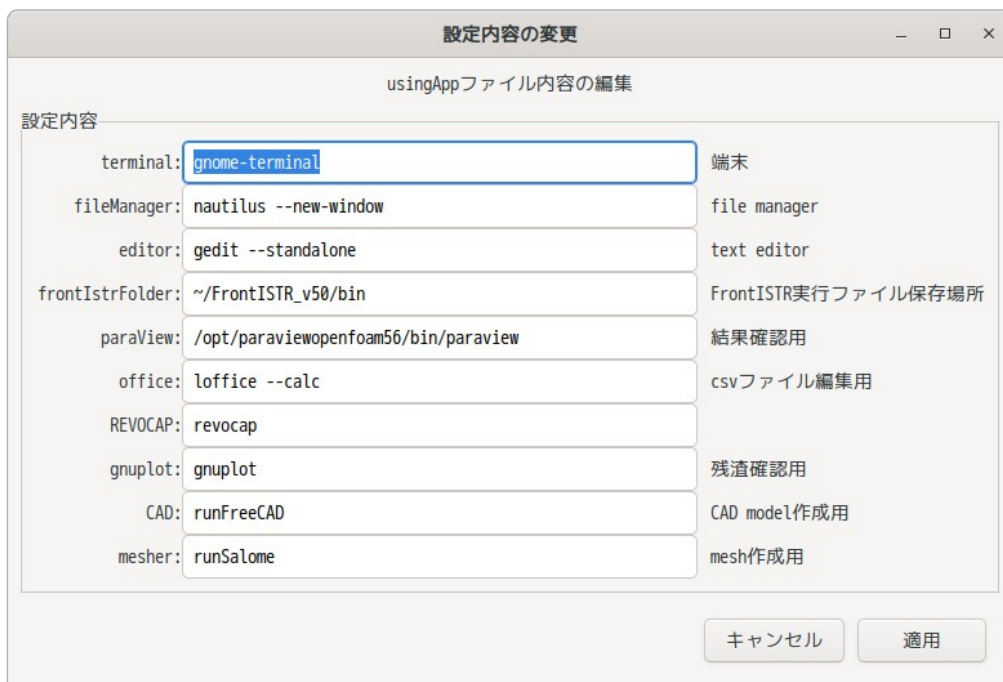 設定内容の変更
usingAppファイル内容の編集
設定内容
terminal: gnome-terminal 端末
fileManager: nautilus --new-window file manager
editor: gedit --standalone text editor
frontIstrFolder: ~/FrontISTR_v50/bin FrontISTR実行ファイル保存場所
paraView: /opt/paraviewopenfoam56/bin/paraview 結果確認用
office: loffice --calc csvファイル編集用
REVOCAP: revocap
gnuplot: gnuplot 残渣確認用
CAD: runFreeCAD CAD model作成用
mesher: runSalome mesh作成用
キャンセル 適用